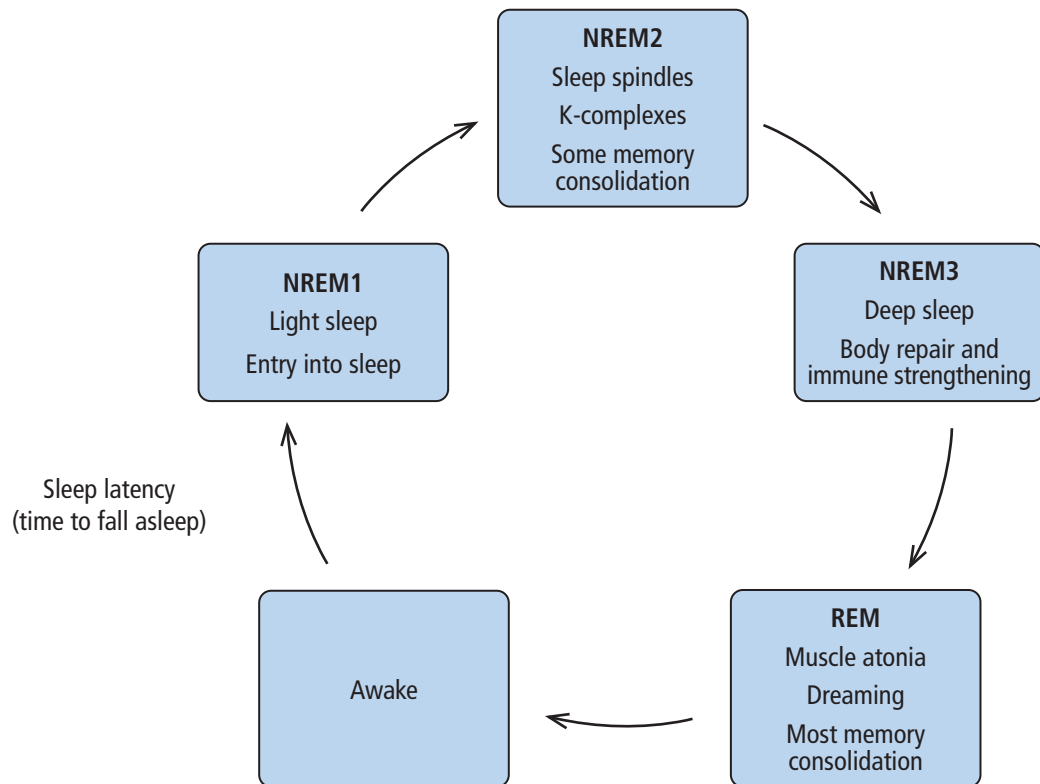 NREM2
Sleep spindles
K-complexes
Some memory
consolidation
NREM1
Light sleep
Entry into sleep
NREM3
Deep sleep
Body repair and
immune strengthening
Sleep latency
(time to fall asleep)
Awake
REM
Muscle atonia
Dreaming
Most memory
consolidation